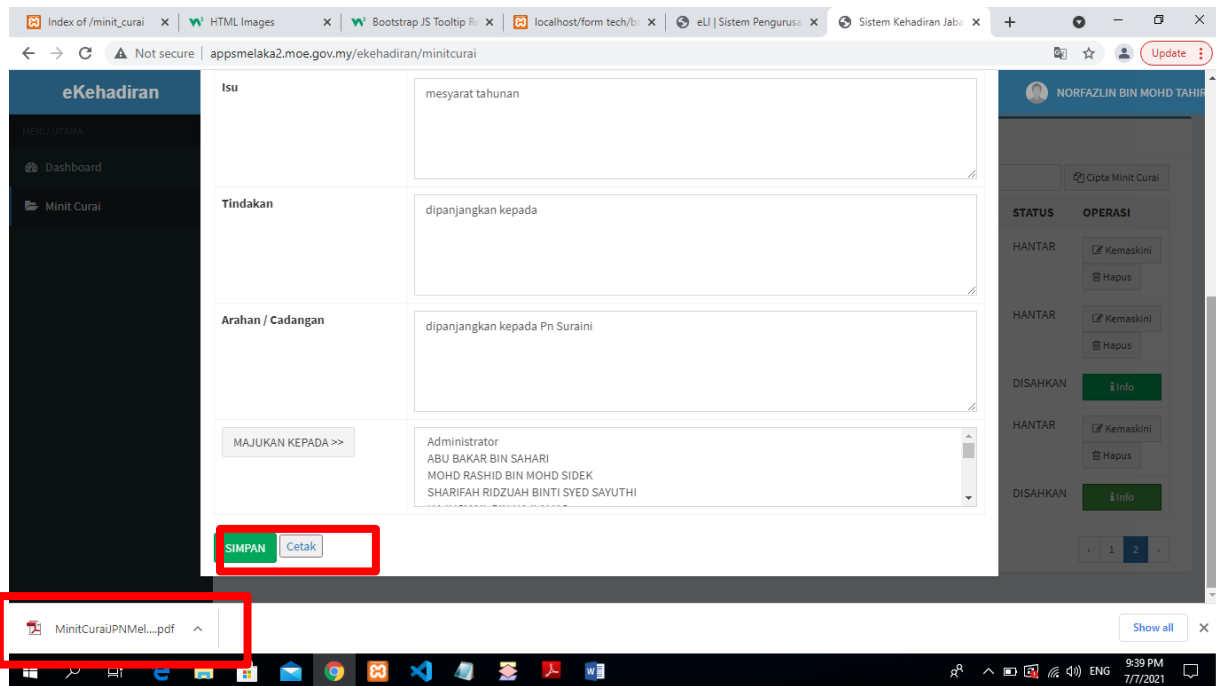 Index of /minit_curai
HTML Images
Bootstrap JS Tooltip R
localhost/form tech/b
eLI | Sistem Pengurusa
Sistem Kehadiran Jaba
Not secure | appsmelaka2.moe.gov.my/ekehadiran/minitcurai
Update
eKehadiran
NORFAZLIN BIN MOHD TAHIR
MENU UTAMA
Dashboard
Minit Curai
Isu
mesyarat tahunan
Cipta Minit Curai
Tindakan
dipanjangkan kepada
STATUS OPERASI
HANTAR Kemaskini
Hapus
Arahan / Cadangan
dipanjangkan kepada Pn Suraini
HANTAR Kemaskini
Hapus
DISAHKAN Info
MAJUKAN KEPADA >>
Administrator
ABU BAKAR BIN SAHARI
MOHD RASHID BIN MOHD SIDEK
SHARIFAH RIDZUAH BINTI SYED SAYUTHI
HANTAR Kemaskini
Hapus
DISAHKAN Info
SIMPAN Cetak
‹ 1 2 ›
MinitCuraiJPNMel....pdf
Show all
ENG
9:39 PM
7/7/2021